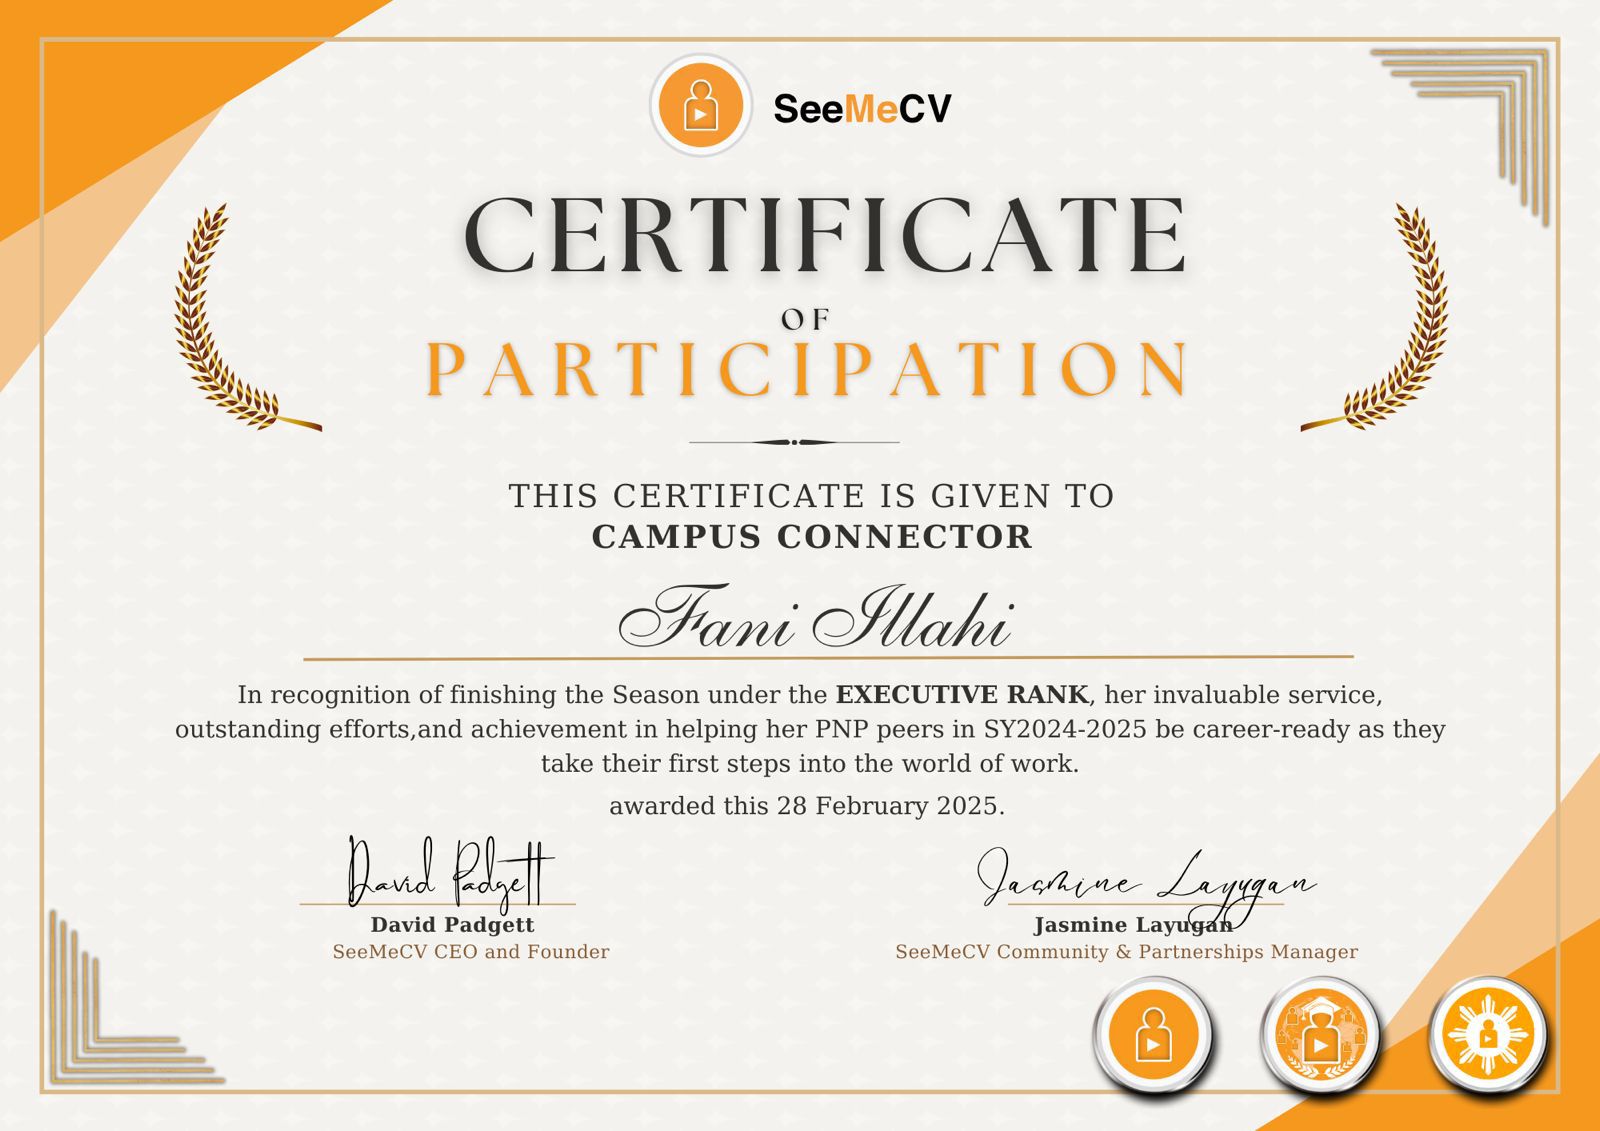 SeeMeCV
CERTIFICATE
OF
PARTICIPATION
THIS CERTIFICATE IS GIVEN TO
CAMPUS CONNECTOR
Fani Illahi
In recognition of finishing the Season under the EXECUTIVE RANK, her invaluable service,
outstanding efforts,and achievement in helping her PNP peers in SY2024-2025 be career-ready as they
take their first steps into the world of work.
awarded this 28 February 2025.
David Padgett
David Padgett
SeeMeCV CEO and Founder
Jasmine Layugan
Jasmine Layugan
SeeMeCV Community & Partnerships Manager